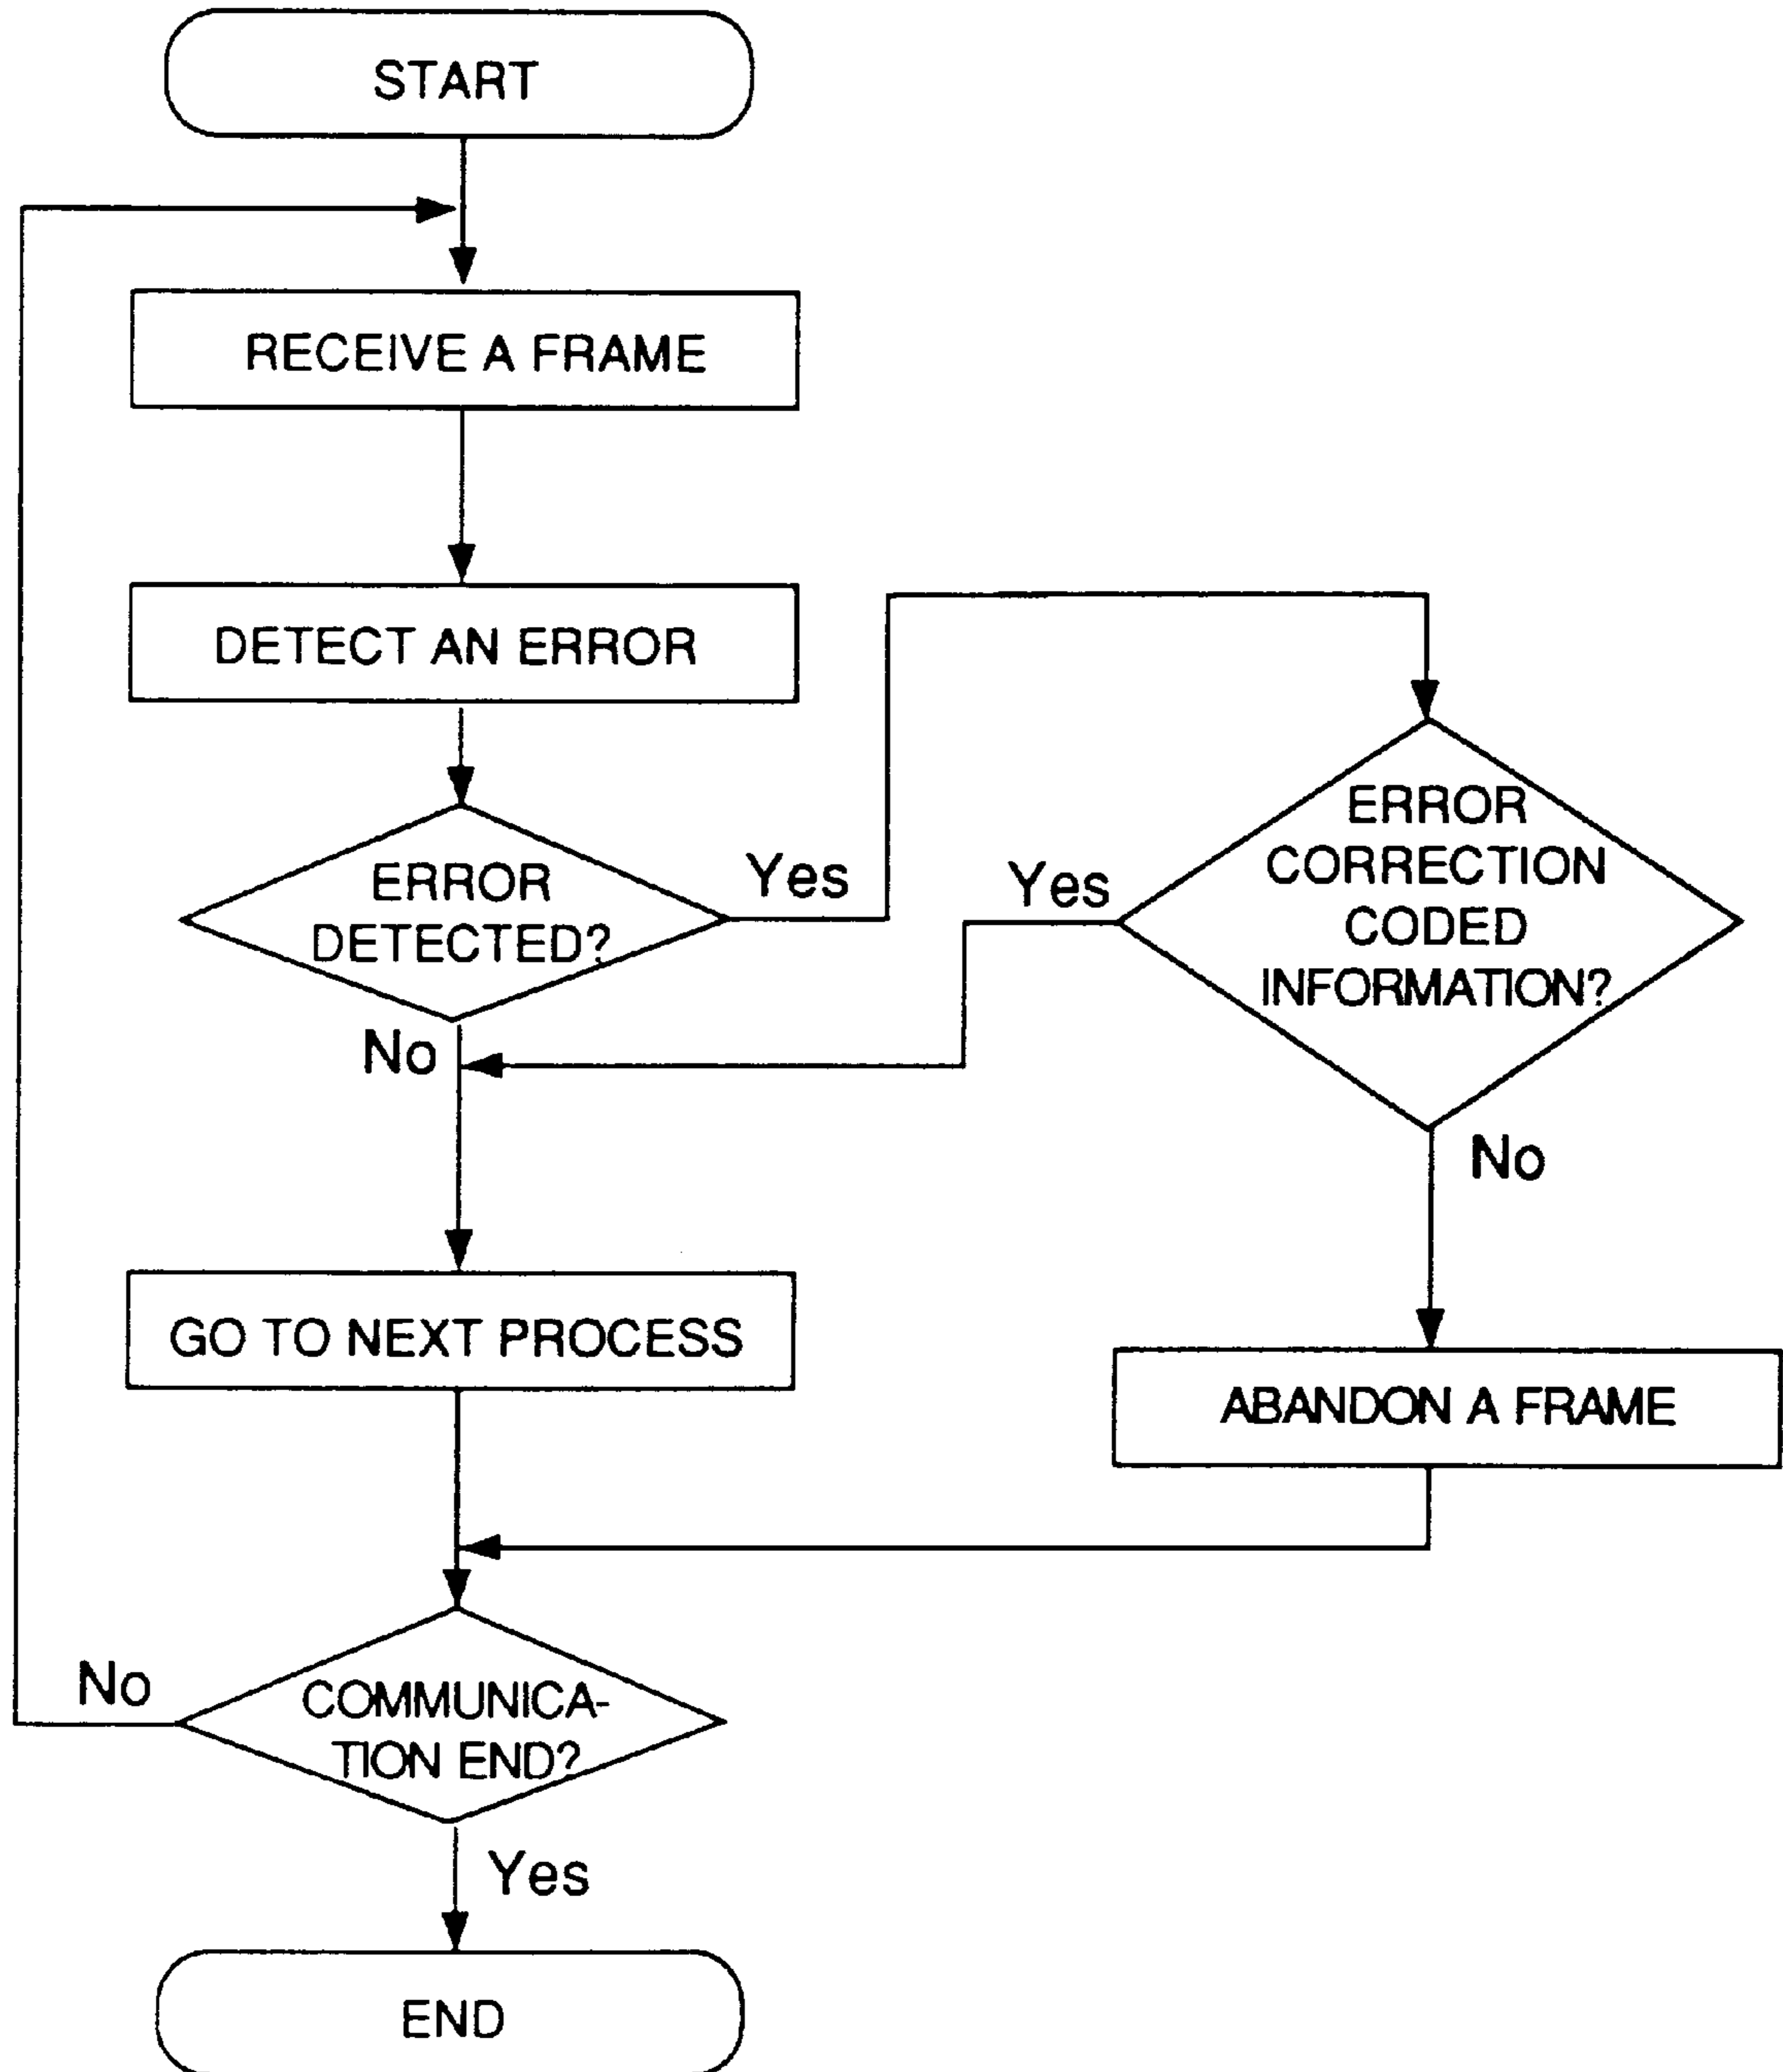 START
RECEIVE A FRAME
DETECT AN ERROR
ERROR
DETECTED?
Yes
No
Yes
ERROR
CORRECTION
CODED
INFORMATION?
No
GO TO NEXT PROCESS
ABANDON A FRAME
COMMUNICA-
TION END?
No
Yes
END